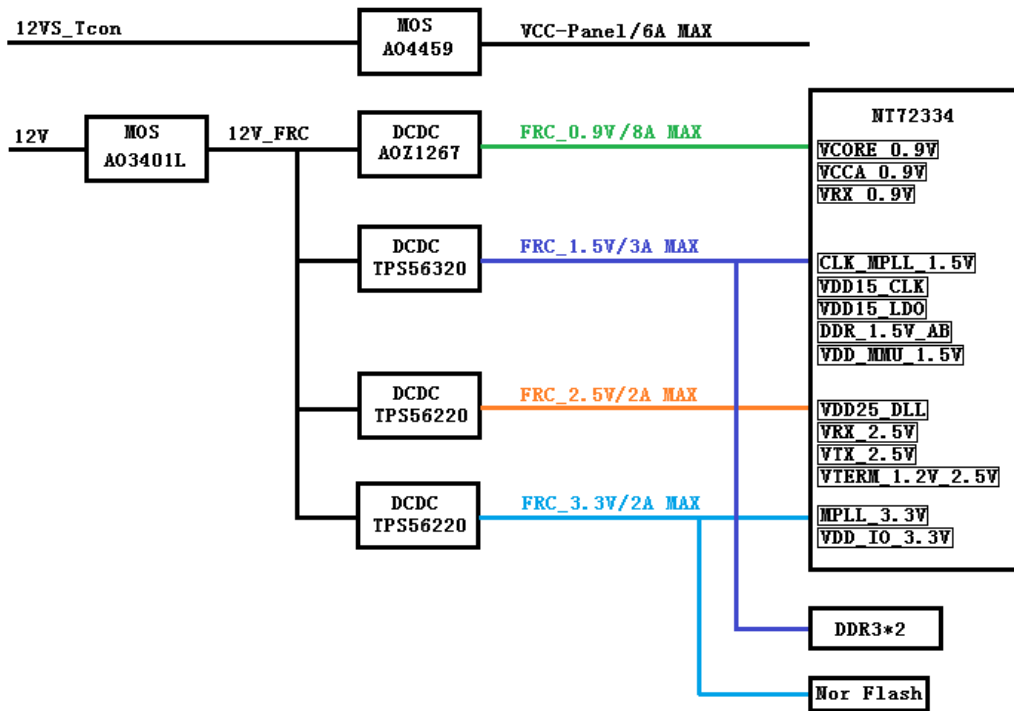 12VS_Tcon
MOS
AO4459
VCC-Panel/6A MAX
12V
MOS
AO3401L
12V_FRC
DCDC
AOZ1267
FRC_0.9V/8A MAX
DCDC
TPS56320
FRC_1.5V/3A MAX
DCDC
TPS56220
FRC_2.5V/2A MAX
DCDC
TPS56220
FRC_3.3V/2A MAX
NT72334
VCORE_0.9V
VCCA_0.9V
VRX_0.9V
CLK_MPLL_1.5V
VDD15_CLK
VDD15_LDO
DDR_1.5V_AB
VDD_MMU_1.5V
VDD25_DLL
VRX_2.5V
VTX_2.5V
VTERM_1.2V_2.5V
MPLL_3.3V
VDD_IO_3.3V
DDR3*2
Nor Flash